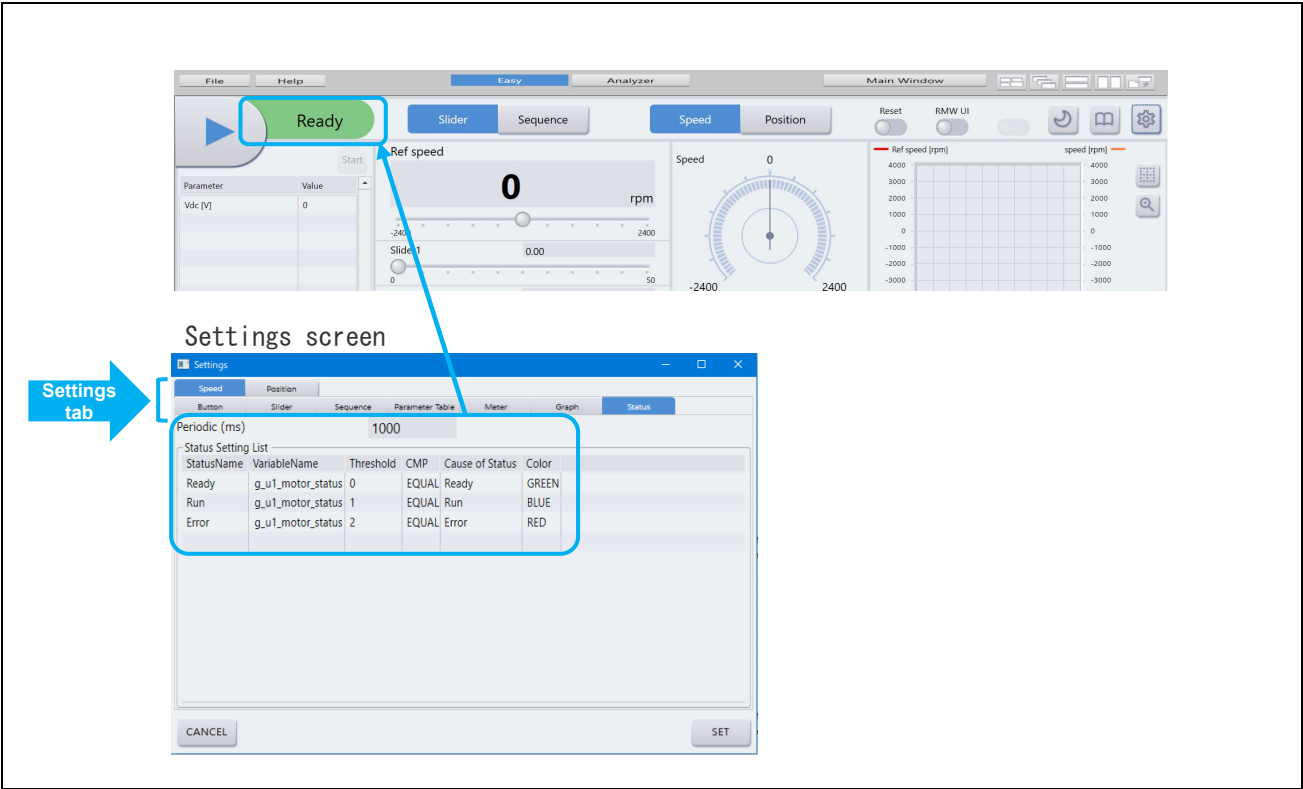 File Help Easy Analyzer Main Window
Ready Slider Sequence Speed Position Reset RMW UI
Start
Parameter Value
Vdc [V] 0
Ref speed
0
rpm
-2400 2400
0.00
0 50
Speed 0
-2400 2400
Ref speed [rpm] speed [rpm]
4000 4000
3000 3000
2000 2000
1000 1000
0 0
-1000 -1000
-2000 -2000
-3000 -3000
Settings screen
Settings
Settings
tab
Speed Position
Button Slider Sequence Parameter Table Meter Graph Status
Periodic (ms) 1000
Status Setting List
StatusName VariableName Threshold CMP Cause of Status Color
Ready g_u1_motor_status 0 EQUAL Ready GREEN
Run g_u1_motor_status 1 EQUAL Run BLUE
Error g_u1_motor_status 2 EQUAL Error RED
CANCEL SET